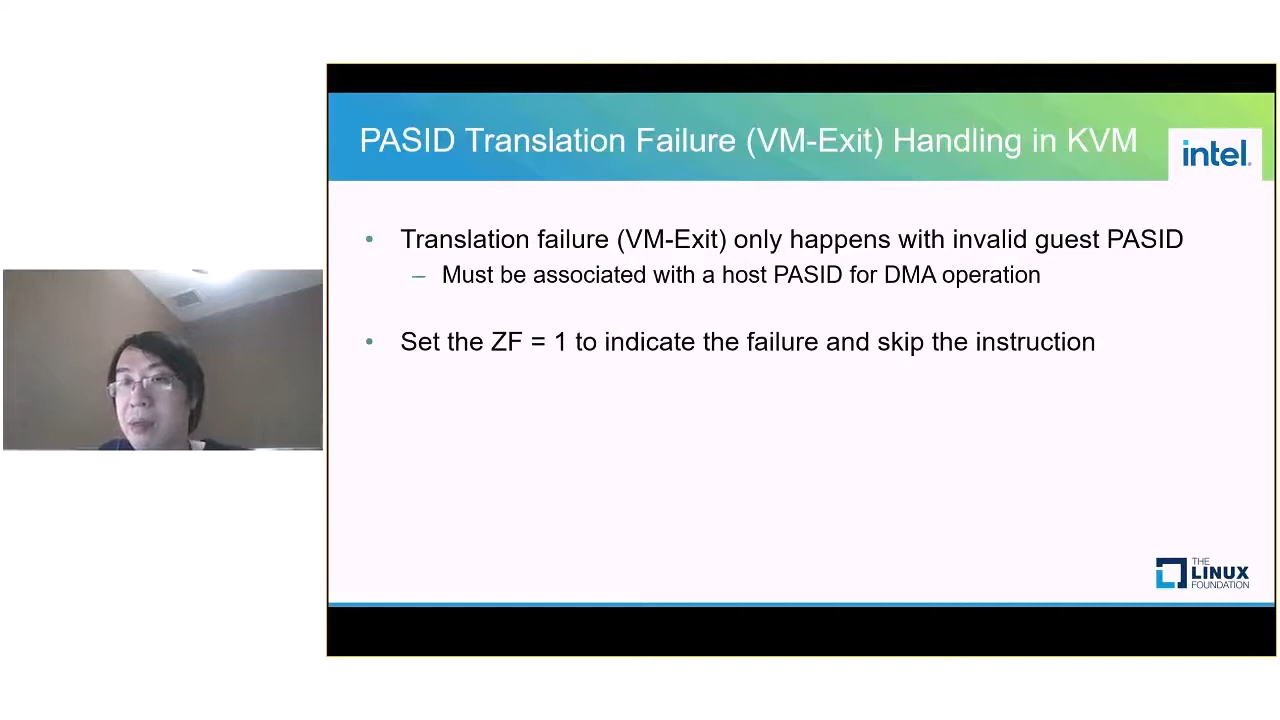 PASID Translation Failure (VM-Exit) Handling in KVM
intel.
• Translation failure (VM-Exit) only happens with invalid guest PASID
– Must be associated with a host PASID for DMA operation
• Set the ZF = 1 to indicate the failure and skip the instruction
THE
LINUX
FOUNDATION